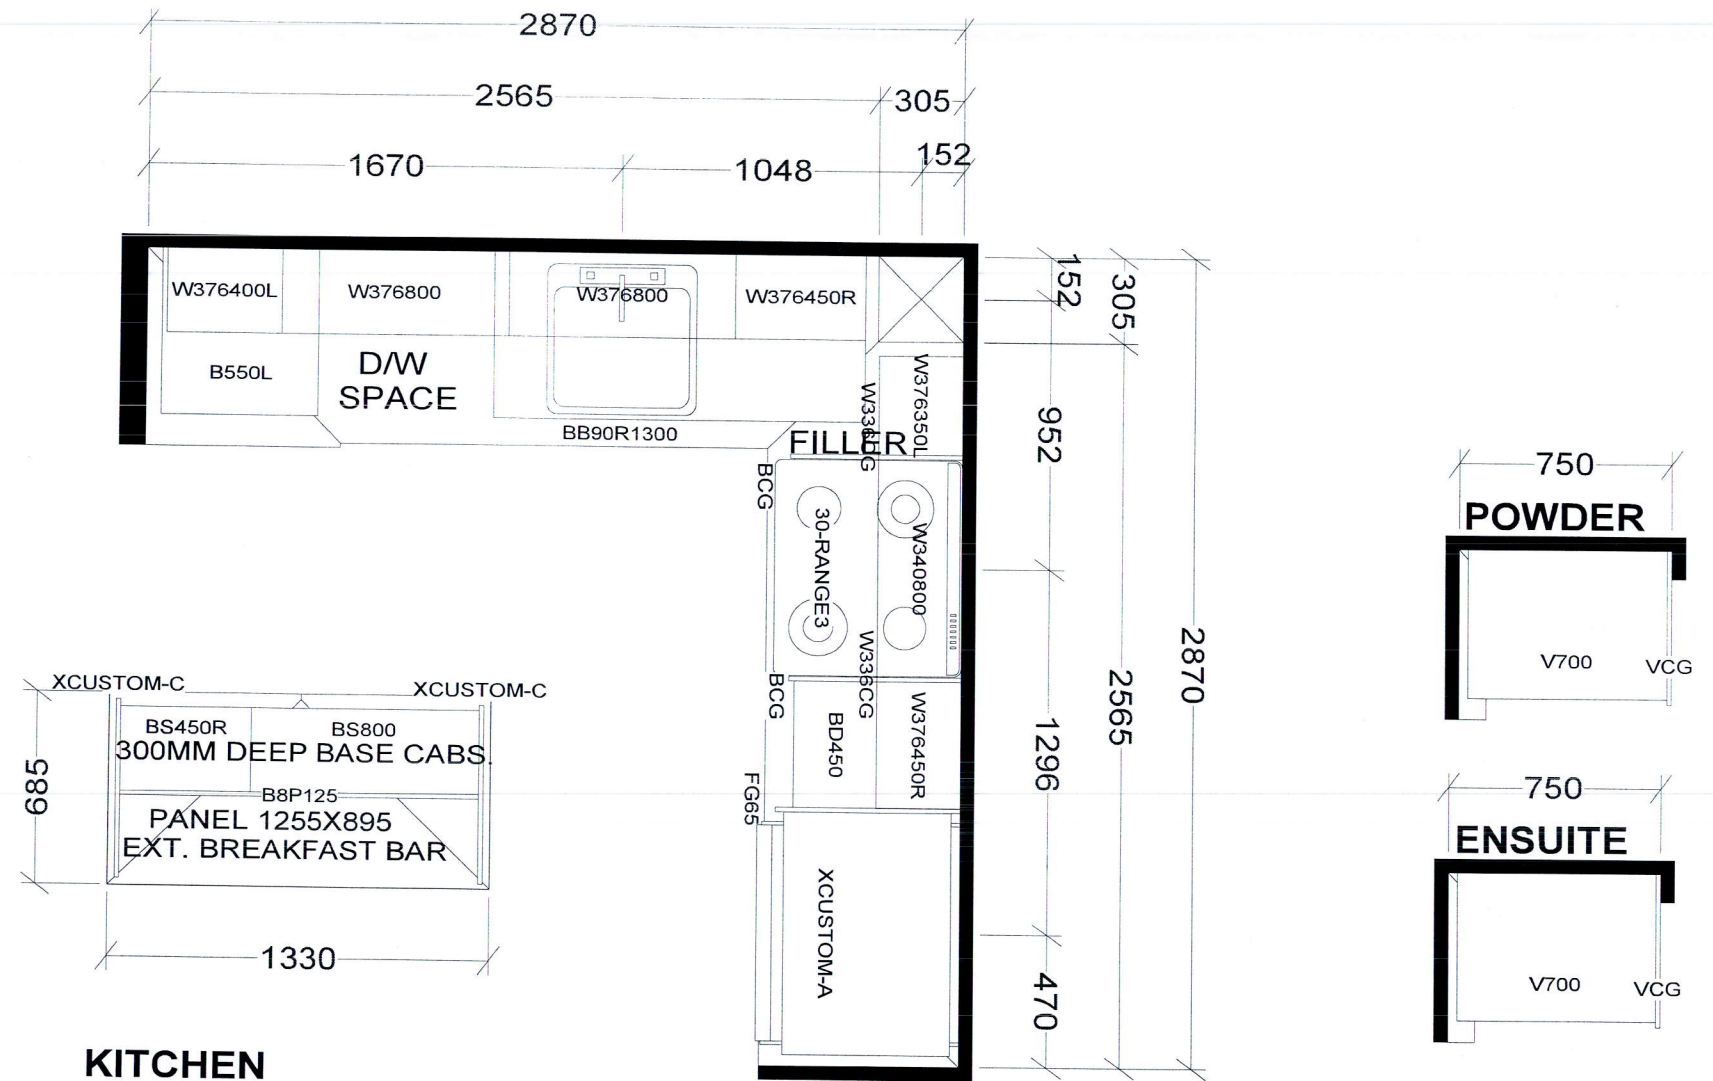 2870
2565
305
1670
1048
152
W376400L
W376800
W376800
W376450R
B550L
D/W
SPACE
BB90R1300
FILLER
W376350L
W336CG
BCG
30-RANGE3
W340800
W336CG
BCG
BD450
W376450R
FG65
XCUSTOM-A
152
305
952
2870
2565
1296
470
XCUSTOM-C
XCUSTOM-C
BS450R
BS800
300MM DEEP BASE CABS.
B8P125
PANEL 1255X895
EXT. BREAKFAST BAR
685
1330
KITCHEN
750
POWDER
V700
VCG
750
ENSUITE
V700
VCG